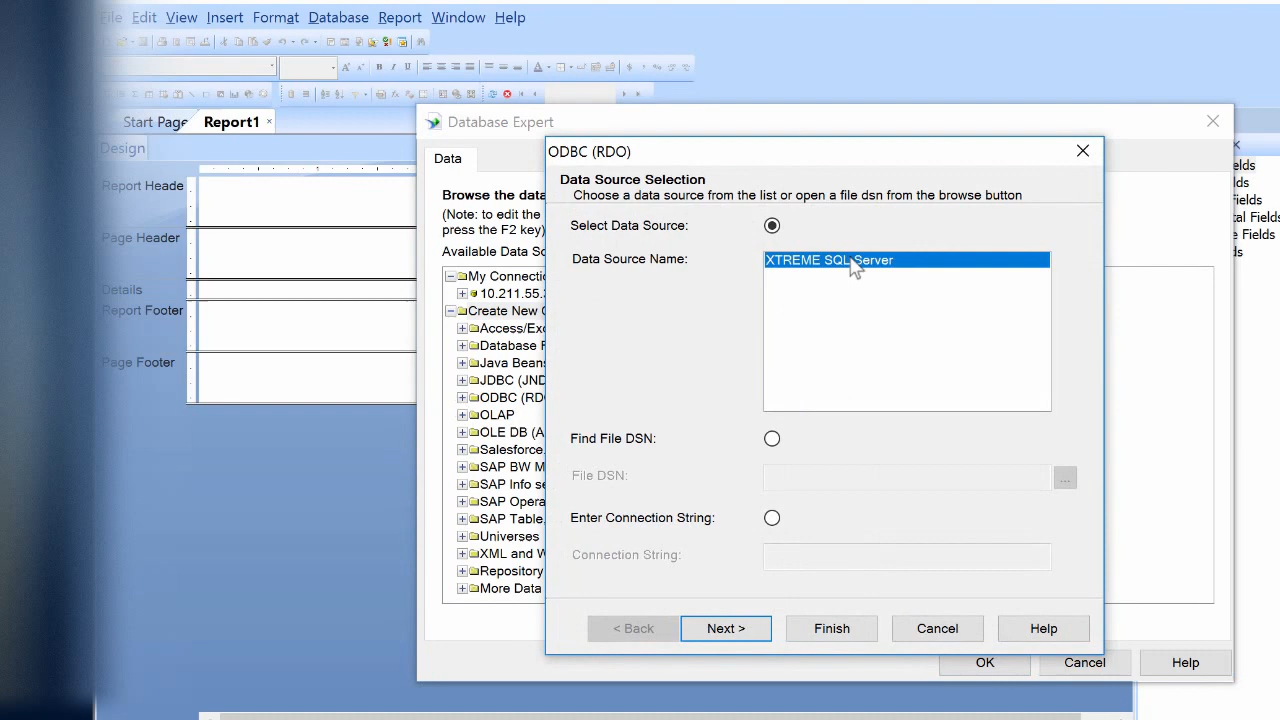 File Edit View Insert Format Database Report Window Help
Start Page Report1
Design
Report Heade
Page Header
Details
Report Footer
Page Footer
Database Expert
Data
Browse the data
(Note: to edit the
press the F2 key)
Available Data So
My Connectio
10.211.55.
Create New C
Access/Exc
Database F
Java Beans
JDBC (JND
ODBC (RDO
OLAP
OLE DB (A
Salesforce.
SAP BW M
SAP Info se
SAP Opera
SAP Table.
Universes
XML and W
Repository
More Data
OK Cancel Help
ODBC (RDO)
Data Source Selection
Choose a data source from the list or open a file dsn from the browse button
Select Data Source:
Data Source Name: XTREME SQL Server
Find File DSN:
File DSN: ...
Enter Connection String:
Connection String:
< Back Next > Finish Cancel Help
elds
lds
Fields
tal Fields
e Fields
ds